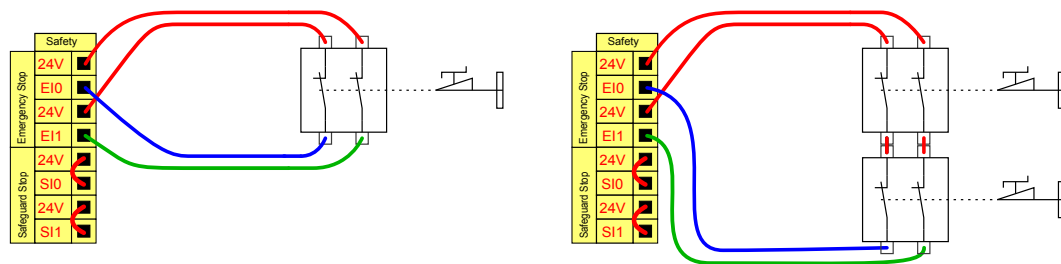 Safety
Emergency Stop
24V
EI0
24V
EI1
Safeguard Stop
24V
SI0
24V
SI1
Safety
Emergency Stop
24V
EI0
24V
EI1
Safeguard Stop
24V
SI0
24V
SI1